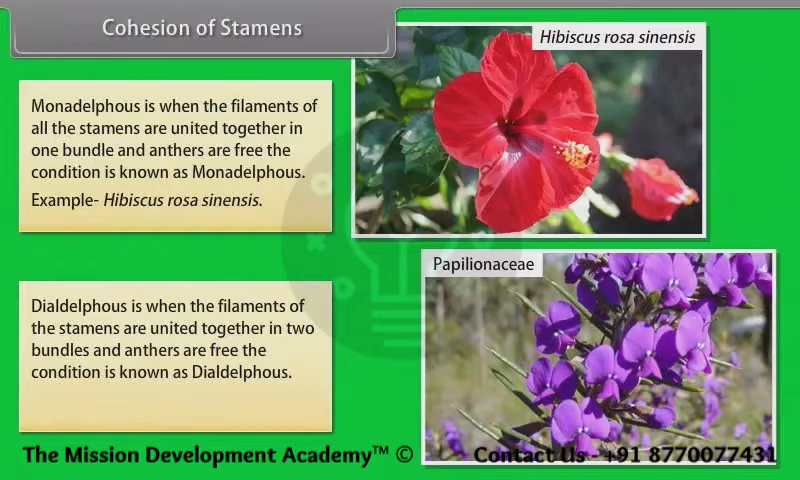 Cohesion of Stamens
Hibiscus rosa sinensis
Monadelphous is when the filaments of
all the stamens are united together in
one bundle and anthers are free the
condition is known as Monadelphous.
Example- Hibiscus rosa sinensis.
Papilionaceae
Dialdelphous is when the filaments of
the stamens are united together in two
bundles and anthers are free the
condition is known as Dialdelphous.
The Mission Development Academy™ ©
Contact Us - +91 8770077431